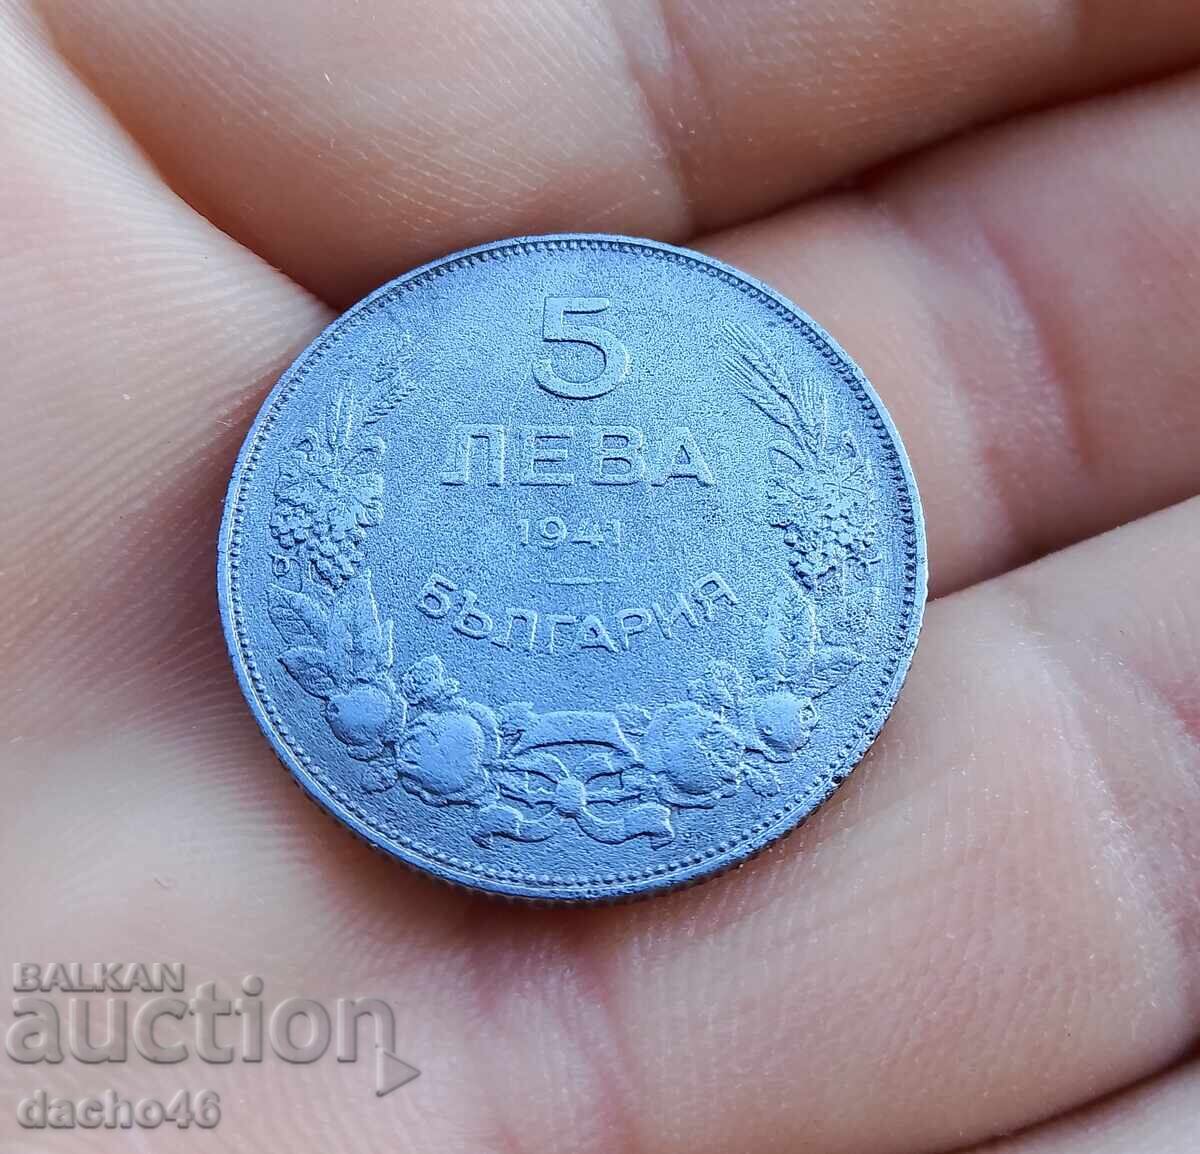 5
ЛЕВА
1941
БЪЛГАРИЯ
BALKAN
auction
dacho46